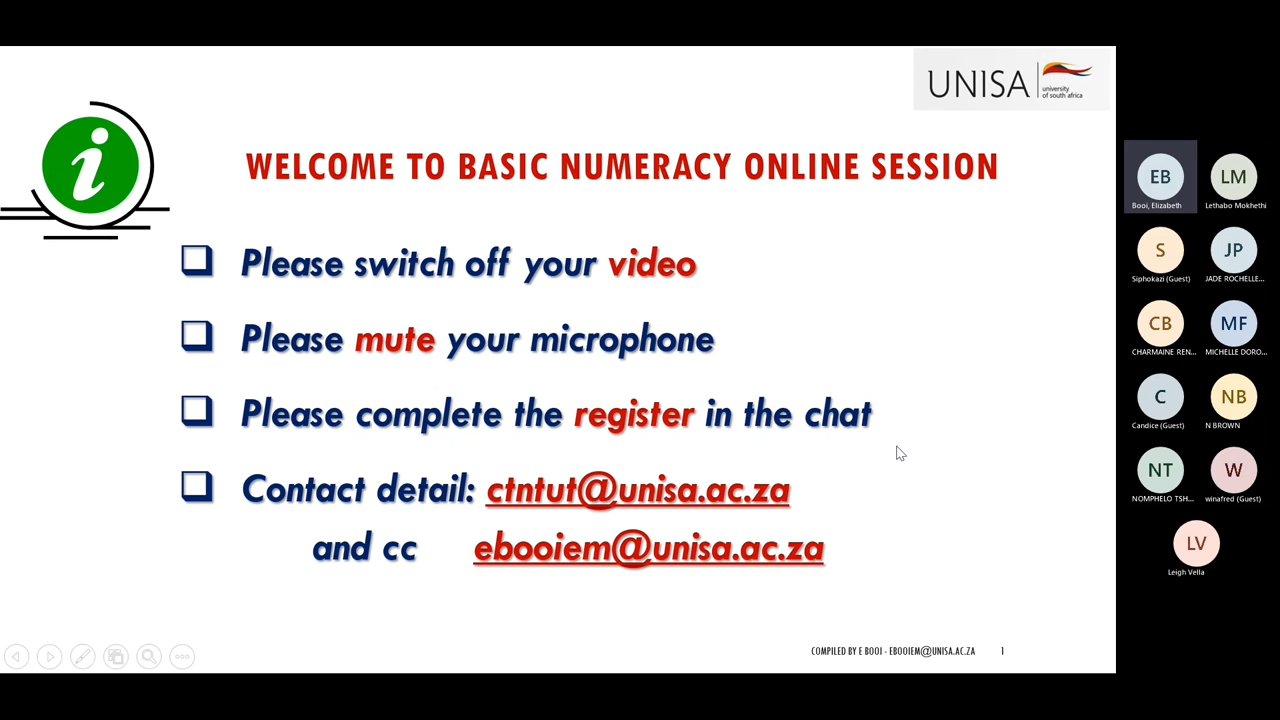 UNISA
university
of south africa
i
WELCOME TO BASIC NUMERACY ONLINE SESSION
Please switch off your video
Please mute your microphone
Please complete the register in the chat
Contact detail: ctntut@unisa.ac.za
and cc ebooiem@unisa.ac.za
COMPILED BY E BOOI - EBOOIEM@UNISA.AC.ZA 1
EB LM
Booi, Elizabeth Lethabo Mokhethi
S JP
Siphokazi (Guest) JADE ROCHELLE...
CB MF
CHARMAINE REN... MICHELLE DORO...
C NB
Candice (Guest) N BROWN
NT W
NOMPHELO TSH... winafred (Guest)
LV
Leigh Vella